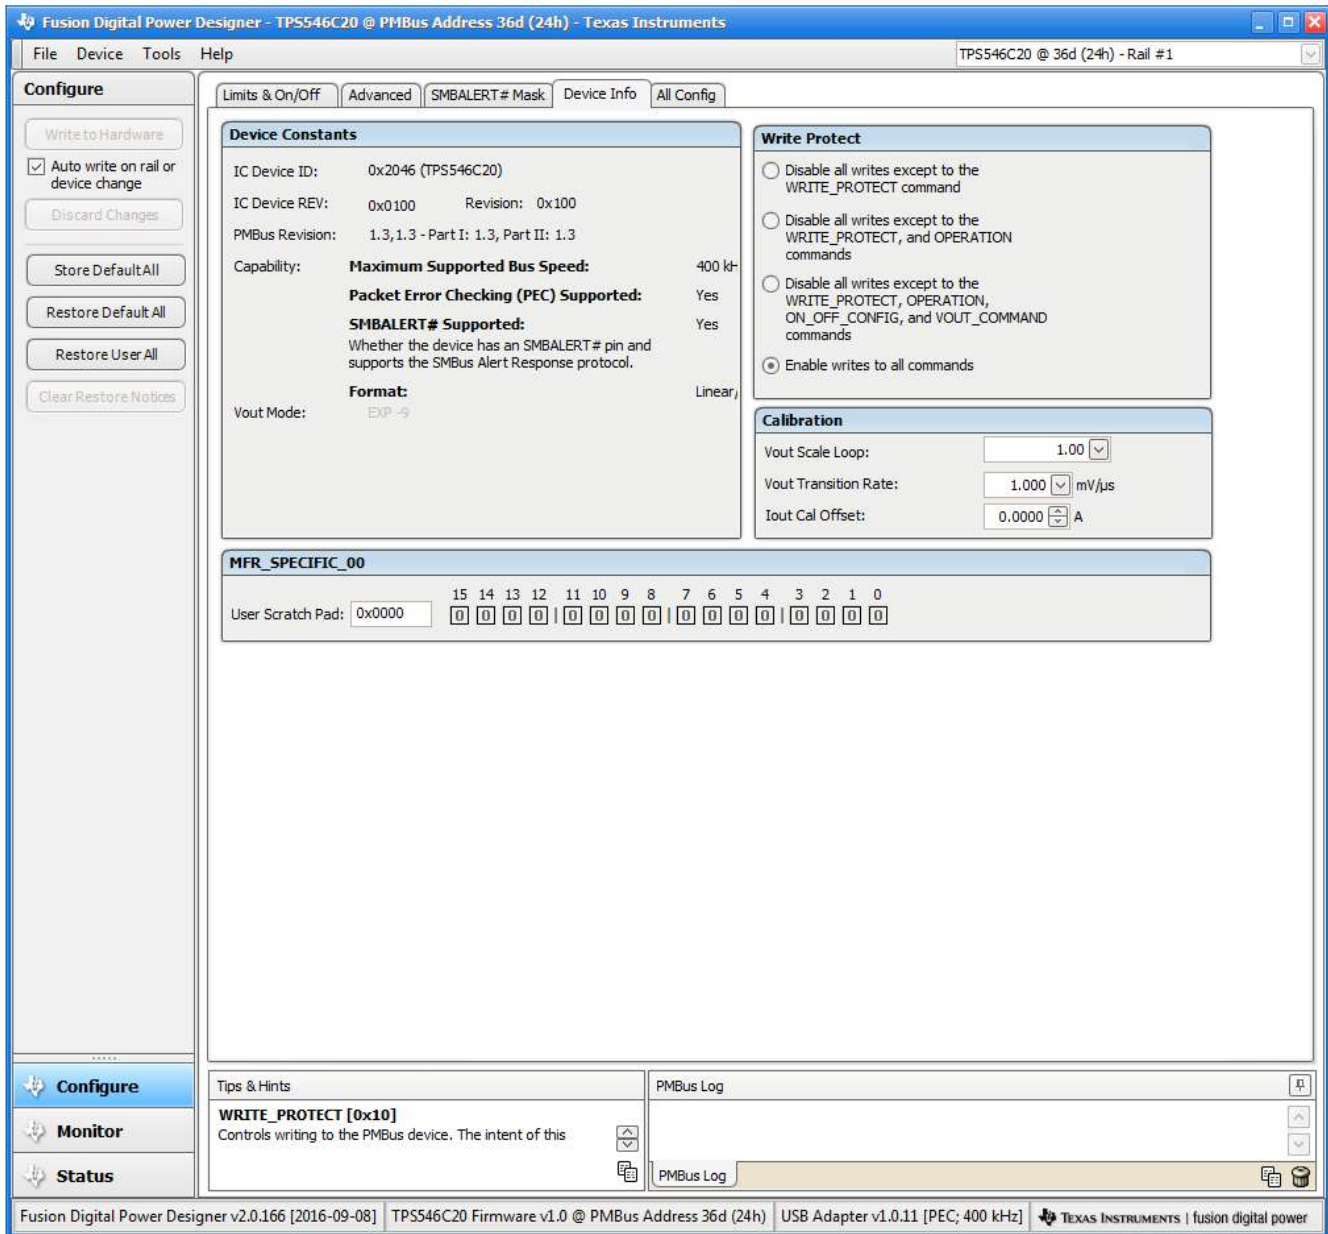 Fusion Digital Power Designer - TPS546C20 @ PMBus Address 36d (24h) - Texas Instruments
File Device Tools Help
TPS546C20 @ 36d (24h) - Rail #1
Configure
Write to Hardware
Auto write on rail or
device change
Discard Changes
Store Default All
Restore Default All
Restore User All
Clear Restore Notices
Limits & On/Off Advanced SMBALERT# Mask Device Info All Config
Device Constants
IC Device ID: 0x2046 (TPS546C20)
IC Device REV: 0x0100 Revision: 0x100
PMBus Revision: 1.3,1.3 - Part I: 1.3, Part II: 1.3
Capability: Maximum Supported Bus Speed: 400 kH
Packet Error Checking (PEC) Supported: Yes
SMBALERT# Supported: Yes
Whether the device has an SMBALERT# pin and
supports the SMBus Alert Response protocol.
Format: Linear,
Vout Mode: EXP -9
Write Protect
Disable all writes except to the
WRITE_PROTECT command
Disable all writes except to the
WRITE_PROTECT, and OPERATION
commands
Disable all writes except to the
WRITE_PROTECT, OPERATION,
ON_OFF_CONFIG, and VOUT_COMMAND
commands
Enable writes to all commands
Calibration
Vout Scale Loop: 1.00
Vout Transition Rate: 1.000 mV/µs
Iout Cal Offset: 0.0000 A
MFR_SPECIFIC_00
15 14 13 12 11 10 9 8 7 6 5 4 3 2 1 0
User Scratch Pad: 0x0000 0 0 0 0 | 0 0 0 0 | 0 0 0 0 | 0 0 0 0
Configure
Monitor
Status
Tips & Hints
WRITE_PROTECT [0x10]
Controls writing to the PMBus device. The intent of this
PMBus Log
PMBus Log
Fusion Digital Power Designer v2.0.166 [2016-09-08] TPS546C20 Firmware v1.0 @ PMBus Address 36d (24h) USB Adapter v1.0.11 [PEC; 400 kHz] TEXAS INSTRUMENTS | fusion digital power